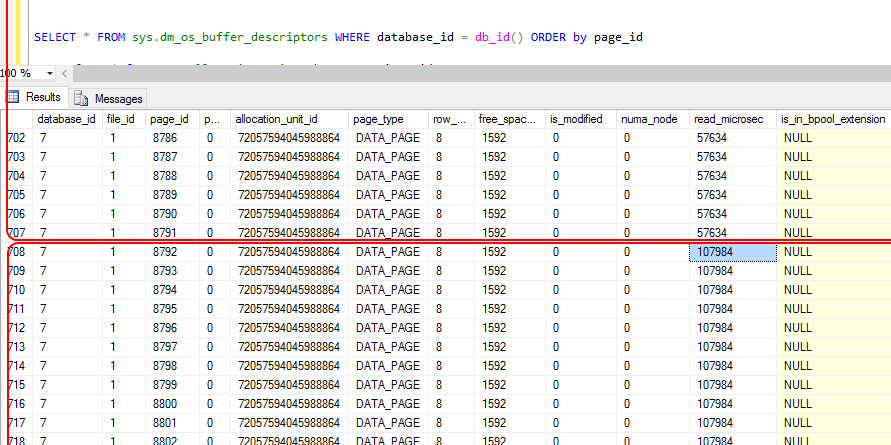 SELECT * FROM sys.dm_os_buffer_descriptors WHERE database_id = db_id() ORDER by page_id
100 %
Results Messages
database_id file_id page_id p... allocation_unit_id page_type row_... free_spac... is_modified numa_node read_microsec is_in_bpool_extension
702 7 1 8786 0 72057594045988864 DATA_PAGE 8 1592 0 0 57634 NULL
703 7 1 8787 0 72057594045988864 DATA_PAGE 8 1592 0 0 57634 NULL
704 7 1 8788 0 72057594045988864 DATA_PAGE 8 1592 0 0 57634 NULL
705 7 1 8789 0 72057594045988864 DATA_PAGE 8 1592 0 0 57634 NULL
706 7 1 8790 0 72057594045988864 DATA_PAGE 8 1592 0 0 57634 NULL
707 7 1 8791 0 72057594045988864 DATA_PAGE 8 1592 0 0 57634 NULL
708 7 1 8792 0 72057594045988864 DATA_PAGE 8 1592 0 0 107984 NULL
709 7 1 8793 0 72057594045988864 DATA_PAGE 8 1592 0 0 107984 NULL
710 7 1 8794 0 72057594045988864 DATA_PAGE 8 1592 0 0 107984 NULL
711 7 1 8795 0 72057594045988864 DATA_PAGE 8 1592 0 0 107984 NULL
712 7 1 8796 0 72057594045988864 DATA_PAGE 8 1592 0 0 107984 NULL
713 7 1 8797 0 72057594045988864 DATA_PAGE 8 1592 0 0 107984 NULL
714 7 1 8798 0 72057594045988864 DATA_PAGE 8 1592 0 0 107984 NULL
715 7 1 8799 0 72057594045988864 DATA_PAGE 8 1592 0 0 107984 NULL
716 7 1 8800 0 72057594045988864 DATA_PAGE 8 1592 0 0 107984 NULL
717 7 1 8801 0 72057594045988864 DATA_PAGE 8 1592 0 0 107984 NULL
718 7 1 8802 0 72057594045988864 DATA_PAGE 8 1592 0 0 107984 NULL